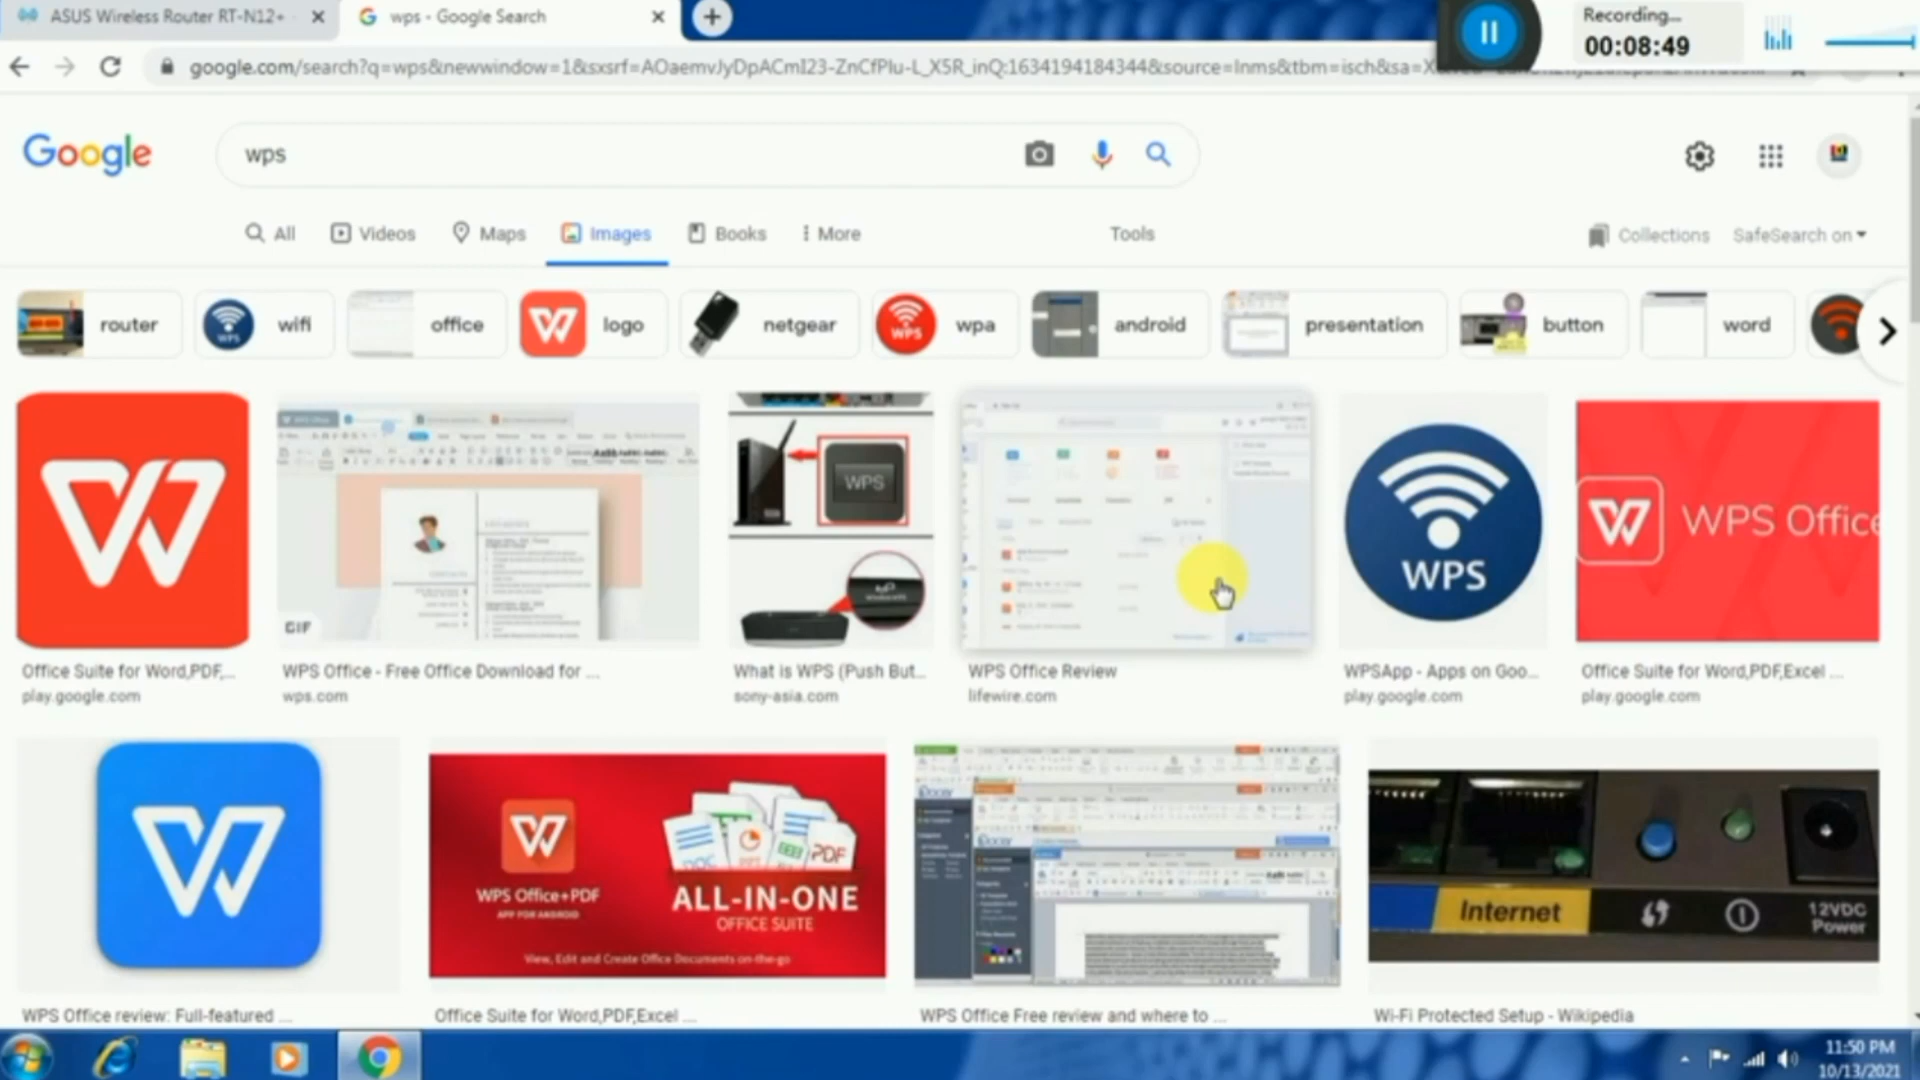 ASUS Wireless Router RT-N12+
wps - Google Search
Recording...
00:08:49
google.com/search?q=wps&newwindow=1&sxsrf=AOaemvJyDpACmI23-ZnCfPlu-L_X5R_inQ:1634194184344&source=lnms&tbm=isch&sa=X
Google
wps
All
Videos
Maps
Images
Books
More
Tools
Collections
SafeSearch on
router
WPS
wifi
office
logo
netgear
WPS
wpa
android
presentation
button
word
WPS
GIF
WPS
WPS Office
Office Suite for Word,PDF,...
play.google.com
WPS Office - Free Office Download for ...
wps.com
What is WPS (Push But...
sony-asia.com
WPS Office Review
lifewire.com
WPSApp - Apps on Goo...
play.google.com
Office Suite for Word,PDF,Excel ...
play.google.com
WPS Office+PDF
APP FOR ANDROID
DOC
PDF
ALL-IN-ONE
OFFICE SUITE
View, Edit and Create Office Documents on-the-go
Internet
12VDC
Power
WPS Office review: Full-featured ...
Office Suite for Word,PDF,Excel ...
WPS Office Free review and where to ...
Wi-Fi Protected Setup - Wikipedia
11:50 PM
10/13/2021